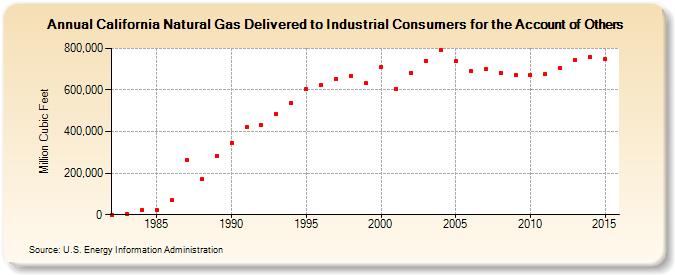 Annual California Natural Gas Delivered to Industrial Consumers for the Account of Others
Million Cubic Feet
800,000
600,000
400,000
200,000
0
1985 1990 1995 2000 2005 2010 2015
Source: U.S. Energy Information Administration